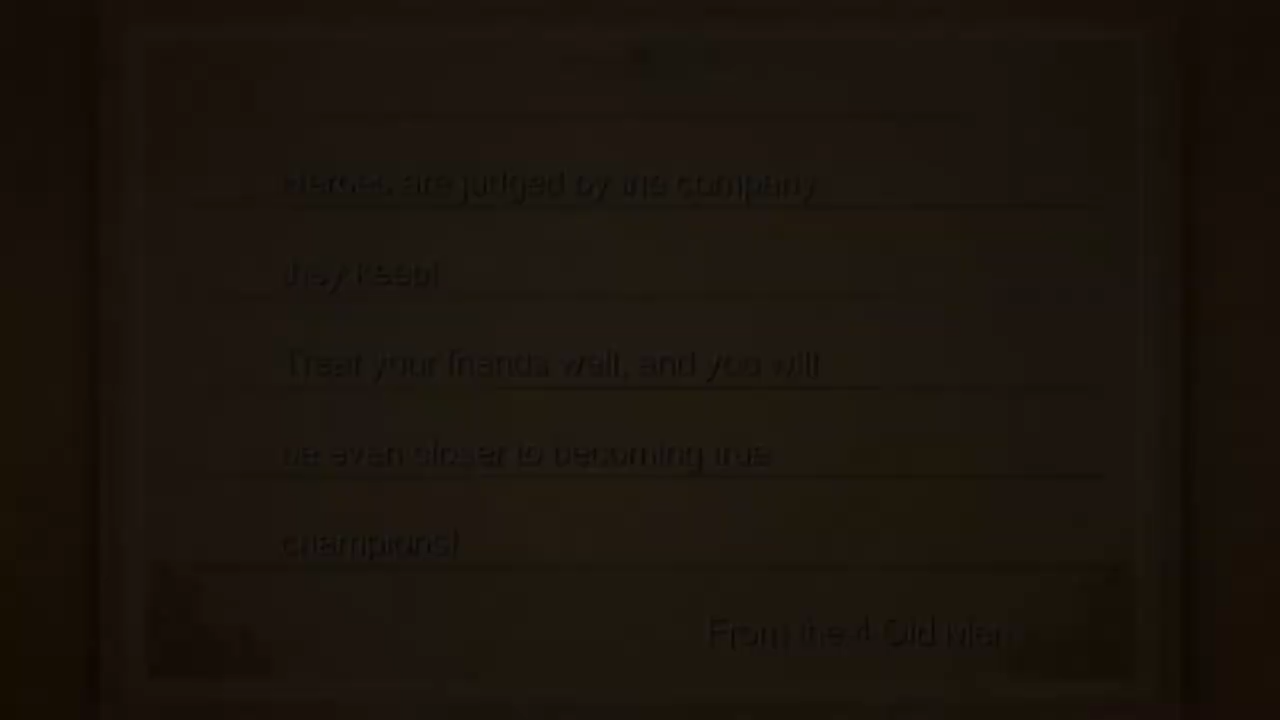 Heroes are judged by the company
they keep!
Treat your friends well, and you will
be even closer to becoming true
champions!
From the 4 Old Men